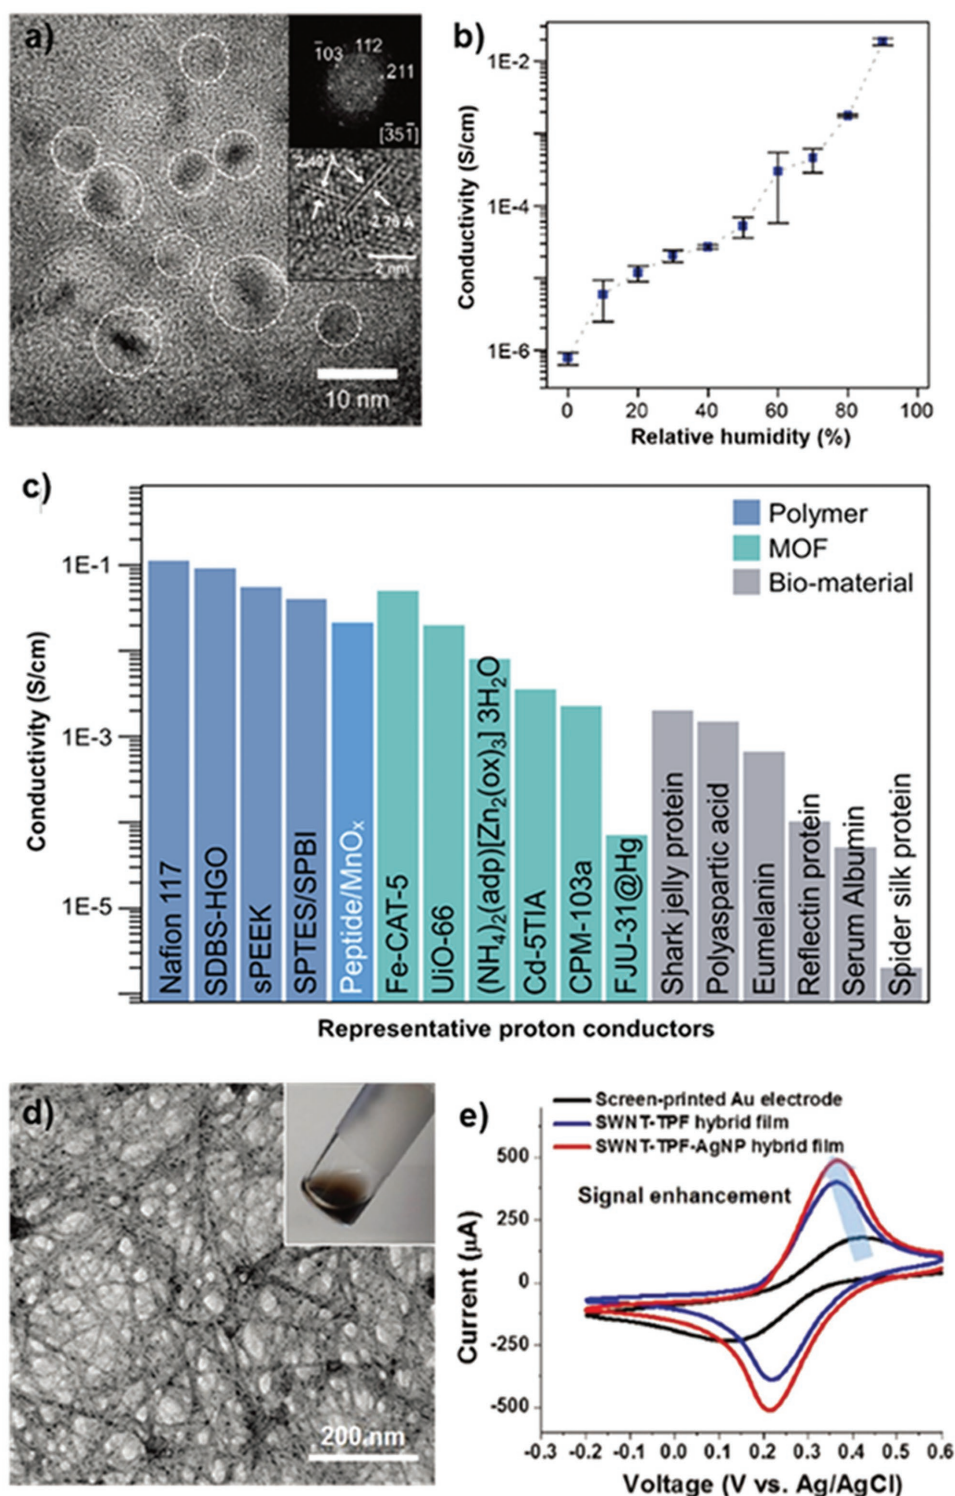 a)
1̄03
112
211
[3̄51̄]
2.78 Å
2 nm
10 nm
b)
1E-2
1E-4
1E-6
Conductivity (S/cm)
0 20 40 60 80 100
Relative humidity (%)
c)
Polymer
MOF
Bio-material
1E-1
1E-3
1E-5
Conductivity (S/cm)
Nafion 117
SDBS-HGO
sPEEK
SPTES/SPBI
Peptide/MnOₓ
Fe-CAT-5
UiO-66
(NH₄)₂(adp)[Zn₂(ox)₃] 3H₂O
Cd-5TIA
CPM-103a
FJU-31@Hg
Shark jelly protein
Polyaspartic acid
Eumelanin
Reflectin protein
Serum Albumin
Spider silk protein
Representative proton conductors
d)
200 nm
e)
Screen-printed Au electrode
SWNT-TPF hybrid film
SWNT-TPF-AgNP hybrid film
Signal enhancement
500
250
0
-250
-500
Current (μA)
-0.3 -0.2 -0.1 0.0 0.1 0.2 0.3 0.4 0.5 0.6
Voltage (V vs. Ag/AgCl)